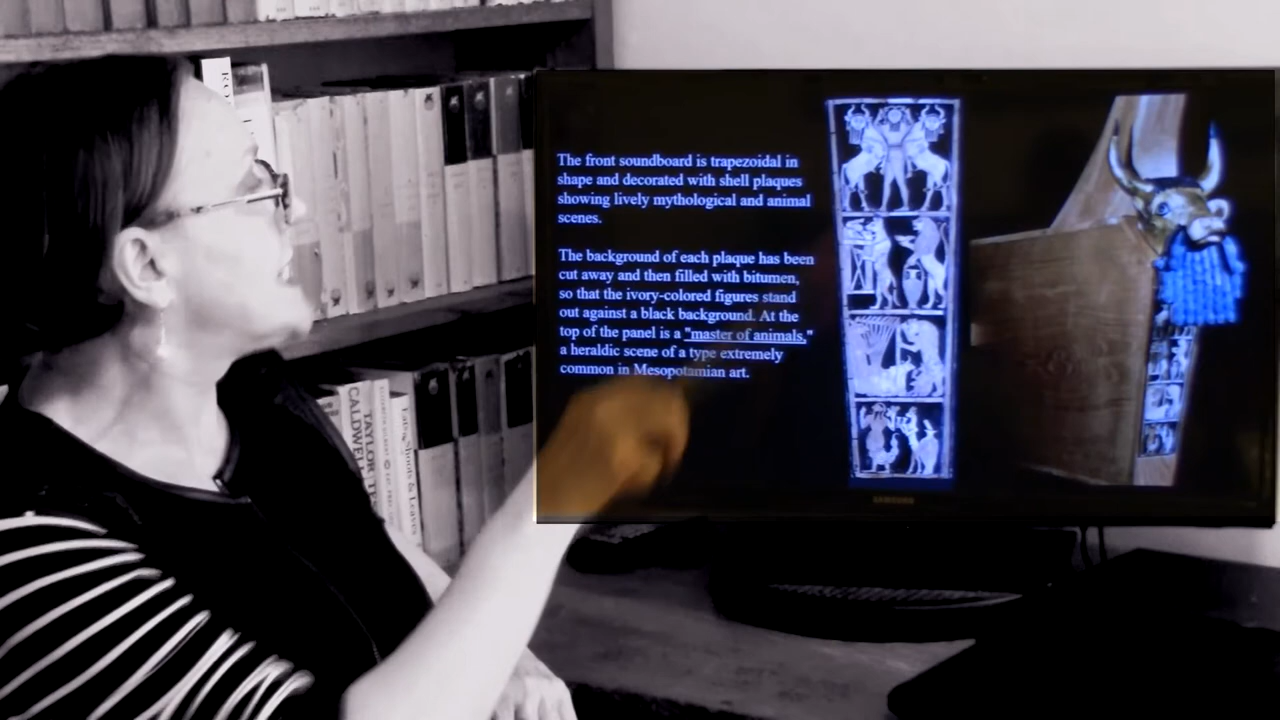 The front soundboard is trapezoidal in
shape and decorated with shell plaques
showing lively mythological and animal
scenes.
The background of each plaque has been
cut away and then filled with bitumen,
so that the ivory-colored figures stand
out against a black background. At the
top of the panel is a "master of animals,"
a heraldic scene of a type extremely
common in Mesopotamian art.
SAMSUNG
TAYLOR
CALDWELL
Eats, Shoots & Leaves